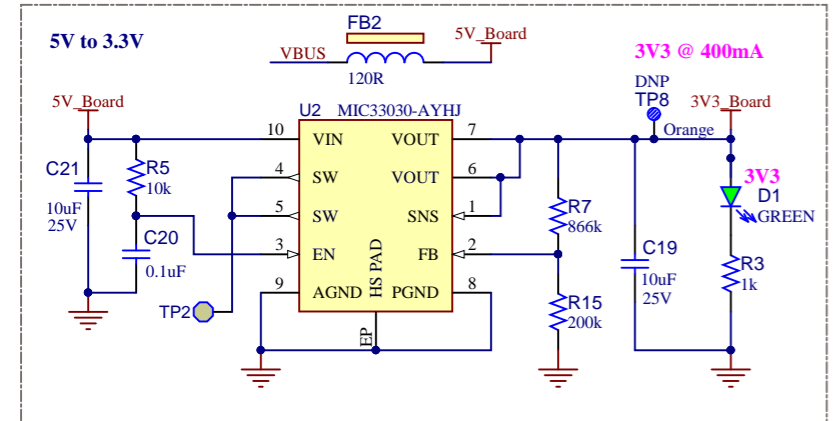 5V to 3.3V
FB2
VBUS
5V_Board
120R
3V3 @ 400mA
DNP
TP8
Orange
3V3_Board
5V_Board
U2 MIC33030-AYHJ
10 VIN
VOUT 7
4 SW
VOUT 6
5 SW
SNS 1
3 EN
FB 2
9 AGND
PGND 8
HS PAD
EP
C21
10uF
25V
R5
10k
C20
0.1uF
TP2
R7
866k
R15
200k
C19
10uF
25V
3V3
D1
GREEN
R3
1k